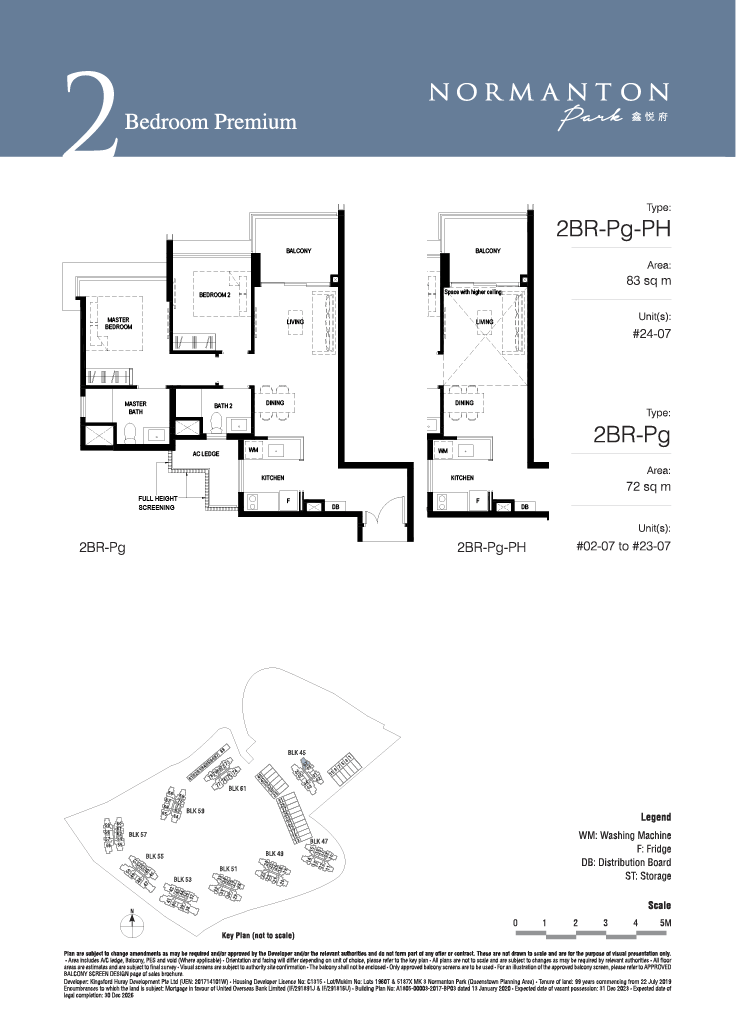 2
Bedroom Premium
NORMANTON
Park 鑫悦府
Type:
2BR-Pg-PH
Area:
83 sq m
Unit(s):
#24-07
Type:
2BR-Pg
Area:
72 sq m
Unit(s):
#02-07 to #23-07
BALCONY
BEDROOM 2
MASTER
BEDROOM
LIVING
MASTER
BATH
BATH 2
DINING
WM
AC LEDGE
KITCHEN
F
DB
FULL HEIGHT
SCREENING
2BR-Pg
BALCONY
Space with higher ceiling
LIVING
DINING
WM
KITCHEN
F
DB
2BR-Pg-PH
BLK 45
BLK 61
BLK 59
BLK 57
BLK 47
BLK 55
BLK 49
BLK 51
BLK 53
N
Key Plan (not to scale)
Legend
WM: Washing Machine
F: Fridge
DB: Distribution Board
ST: Storage
Scale
0 1 2 3 4 5M
Plan are subject to change amendments as may be required and/or approved by the Developer and/or the relevant authorities and do not form part of any offer or contract. These are not drawn to scale and are for the purpose of visual presentation only.
- Area includes A/C ledge, Balcony, PES and void (Where applicable) - Orientation and facing will differ depending on unit of choice, please refer to the key plan - All plans are not to scale and are subject to changes as may be required by relevant authorities - All floor
areas are estimates and are subject to final survey - Visual screens are subject to authority site confirmation - The balcony shall not be enclosed - Only approved balcony screens are to be used - For an illustration of the approved balcony screen, please refer to APPROVED
BALCONY SCREEN DESIGN page of sales brochure.
Developer: Kingsford Huray Development Pte Ltd (UEN: 201714101W) - Housing Developer Licence No: C1315 - Lot/Mukim No: Lots 1960T & 5187X MK 3 Normanton Park (Queenstown Planning Area) - Tenure of land: 99 years commencing from 22 July 2019
Encumbrances to which the land is subject: Mortgage in favour of United Overseas Bank Limited (IF/291891J & IF/291816U) - Building Plan No: A1805-00003-2017-BP03 dated 13 January 2020 - Expected date of vacant possession: 31 Dec 2023 - Expected date of
legal completion: 30 Dec 2026